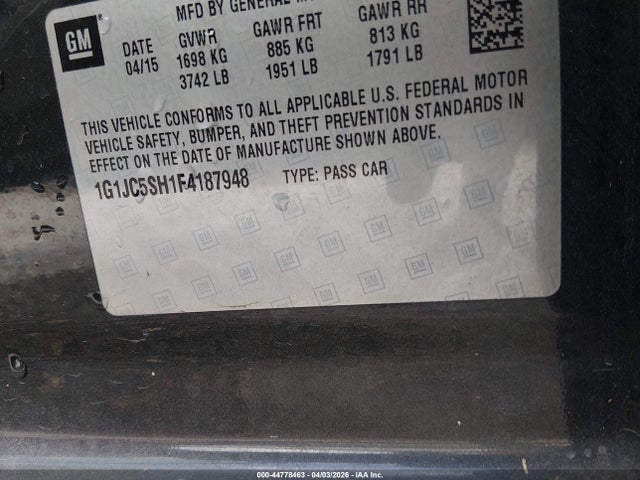 MFD BY GENERAL
GM
DATE GVWR GAWR FRT GAWR RR
04/15 1698 KG 885 KG 813 KG
3742 LB 1951 LB 1791 LB
THIS VEHICLE CONFORMS TO ALL APPLICABLE U.S. FEDERAL MOTOR
VEHICLE SAFETY, BUMPER, AND THEFT PREVENTION STANDARDS IN
EFFECT ON THE DATE OF MANUFACTURE SHOWN ABOVE.
1G1JC5SH1F4187948 TYPE: PASS CAR
000-44778463 - 04/03/2026 - IAA Inc.